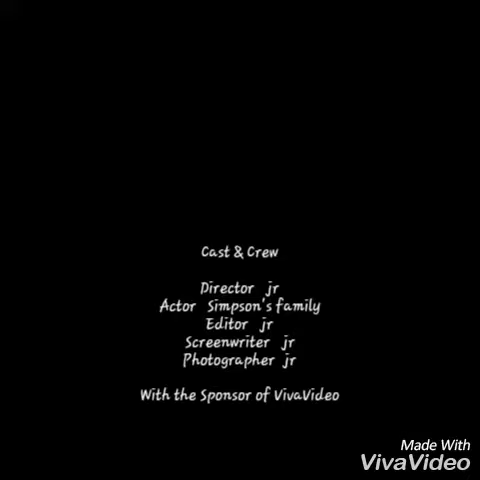 Cast & Crew
Director jr
Actor Simpson's family
Editor jr
Screenwriter jr
Photographer jr
With the Sponsor of VivaVideo
Made With
VivaVideo